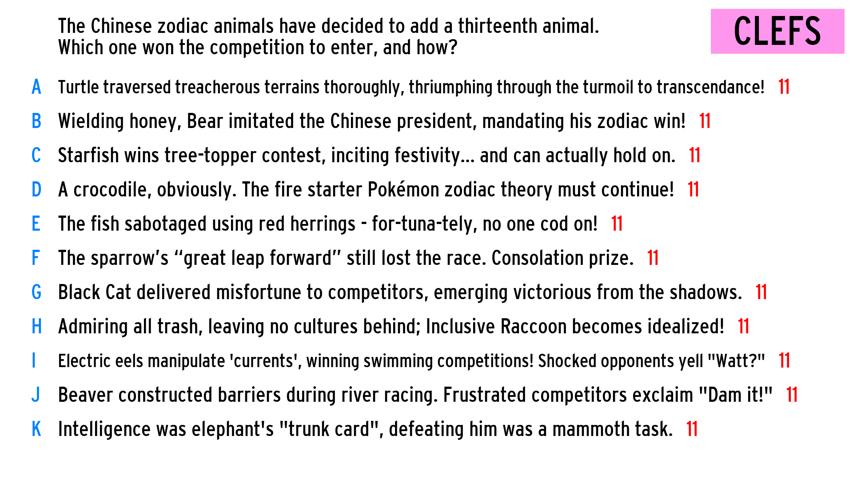 The Chinese zodiac animals have decided to add a thirteenth animal.
Which one won the competition to enter, and how?
CLEFS
A Turtle traversed treacherous terrains thoroughly, thriumphing through the turmoil to transcendance! 11
B Wielding honey, Bear imitated the Chinese president, mandating his zodiac win! 11
C Starfish wins tree-topper contest, inciting festivity... and can actually hold on. 11
D A crocodile, obviously. The fire starter Pokémon zodiac theory must continue! 11
E The fish sabotaged using red herrings - for-tuna-tely, no one cod on! 11
F The sparrow's “great leap forward” still lost the race. Consolation prize. 11
G Black Cat delivered misfortune to competitors, emerging victorious from the shadows. 11
H Admiring all trash, leaving no cultures behind; Inclusive Raccoon becomes idealized! 11
I Electric eels manipulate 'currents', winning swimming competitions! Shocked opponents yell "Watt?" 11
J Beaver constructed barriers during river racing. Frustrated competitors exclaim "Dam it!" 11
K Intelligence was elephant's "trunk card", defeating him was a mammoth task. 11